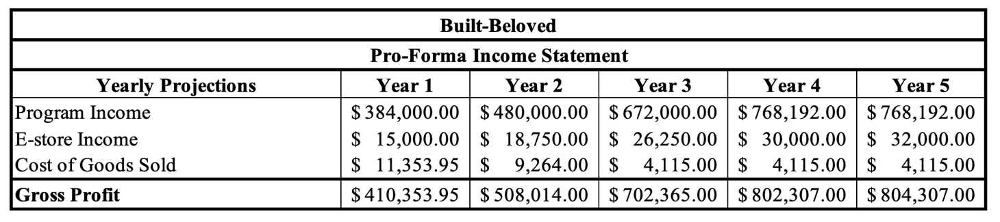 Built-Beloved
Pro-Forma Income Statement
Yearly Projections Year 1 Year 2 Year 3 Year 4 Year 5
Program Income $ 384,000.00 $ 480,000.00 $ 672,000.00 $ 768,192.00 $ 768,192.00
E-store Income $ 15,000.00 $ 18,750.00 $ 26,250.00 $ 30,000.00 $ 32,000.00
Cost of Goods Sold $ 11,353.95 $ 9,264.00 $ 4,115.00 $ 4,115.00 $ 4,115.00
Gross Profit $ 410,353.95 $ 508,014.00 $ 702,365.00 $ 802,307.00 $ 804,307.00